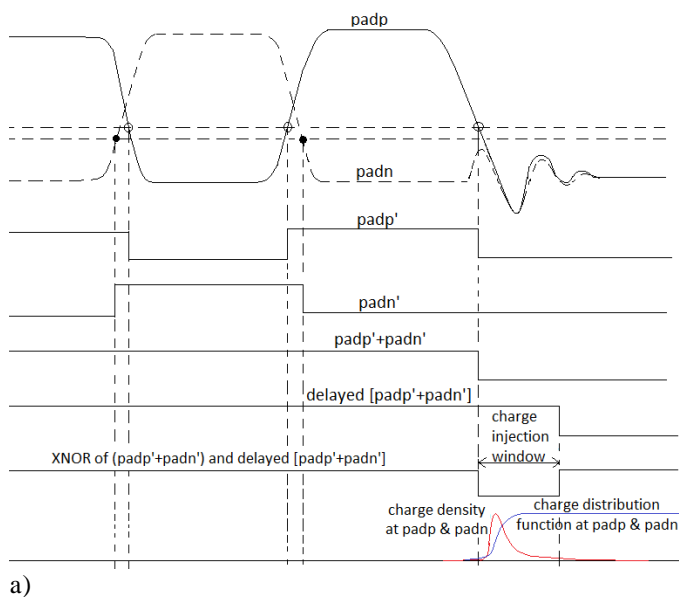 padp
padn
padp'
padn'
padp'+padn'
delayed [padp'+padn']
charge
injection
window
XNOR of (padp'+padn') and delayed [padp'+padn']
charge density
at padp & padn
charge distribution
function at padp & padn
a)